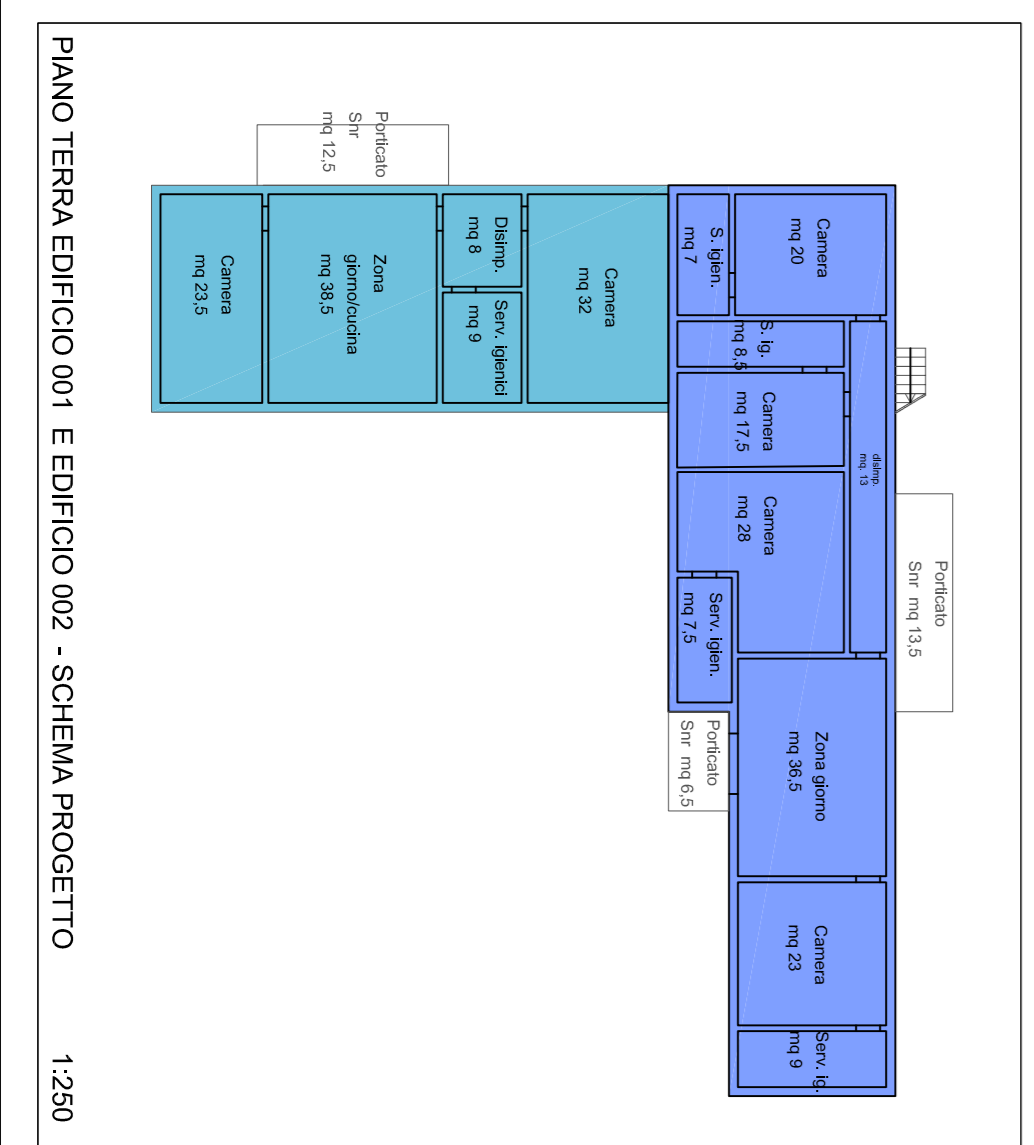 PIANO TERRA EDIFICIO 001 E EDIFICIO 002 - SCHEMA PROGETTO 1:250
Porticato
Snr mq 13,5
Camera
mq 20
S. igien.
mq 7
S. ig.
mq 8,5
Camera
mq 17,5
disimp.
mq. 13
Camera
mq 28
Serv. igien.
mq 7,5
Porticato
Snr mq 6,5
Zona giorno
mq 36,5
Camera
mq 23
Serv. ig.
mq 9
Camera
mq 32
Disimp.
mq 8
Serv. igienici
mq 9
Zona
giorno/cucina
mq 38,5
Porticato
Snr
mq 12,5
Camera
mq 23,5